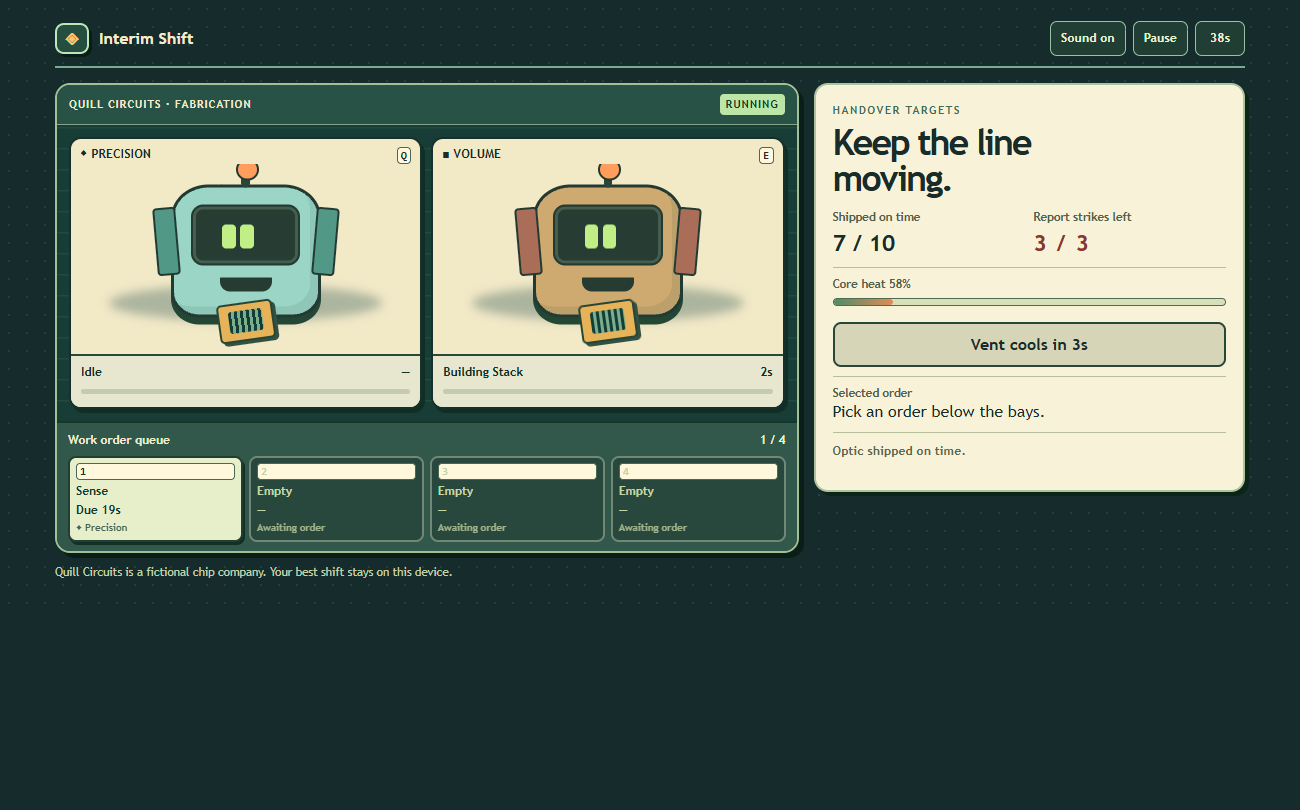 Interim Shift
Sound on
Pause
38s
QUILL CIRCUITS · FABRICATION
RUNNING
✦ PRECISION
Q
■ VOLUME
E
Idle
—
Building Stack
2s
Work order queue
1 / 4
1
Sense
Due 19s
✦ Precision
2
Empty
—
Awaiting order
3
Empty
—
Awaiting order
4
Empty
—
Awaiting order
Quill Circuits is a fictional chip company. Your best shift stays on this device.
HANDOVER TARGETS
Keep the line
moving.
Shipped on time
7 / 10
Report strikes left
3 / 3
Core heat 58%
Vent cools in 3s
Selected order
Pick an order below the bays.
Optic shipped on time.